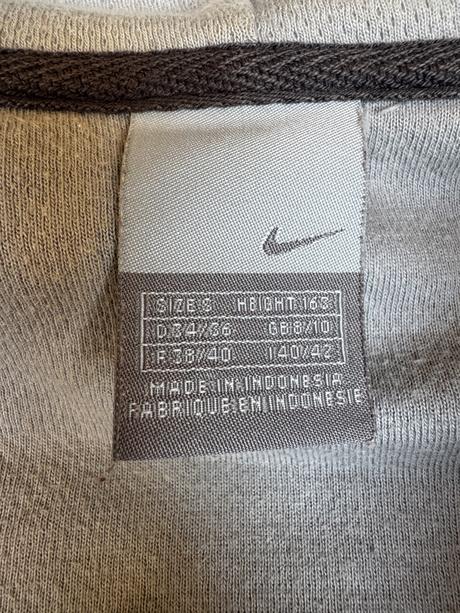 SIZE S HEIGHT 163
D 34/36 GB 8/10
F 38/40 I 40/42
MADE IN INDONESIA
FABRIQUE EN INDONESIE